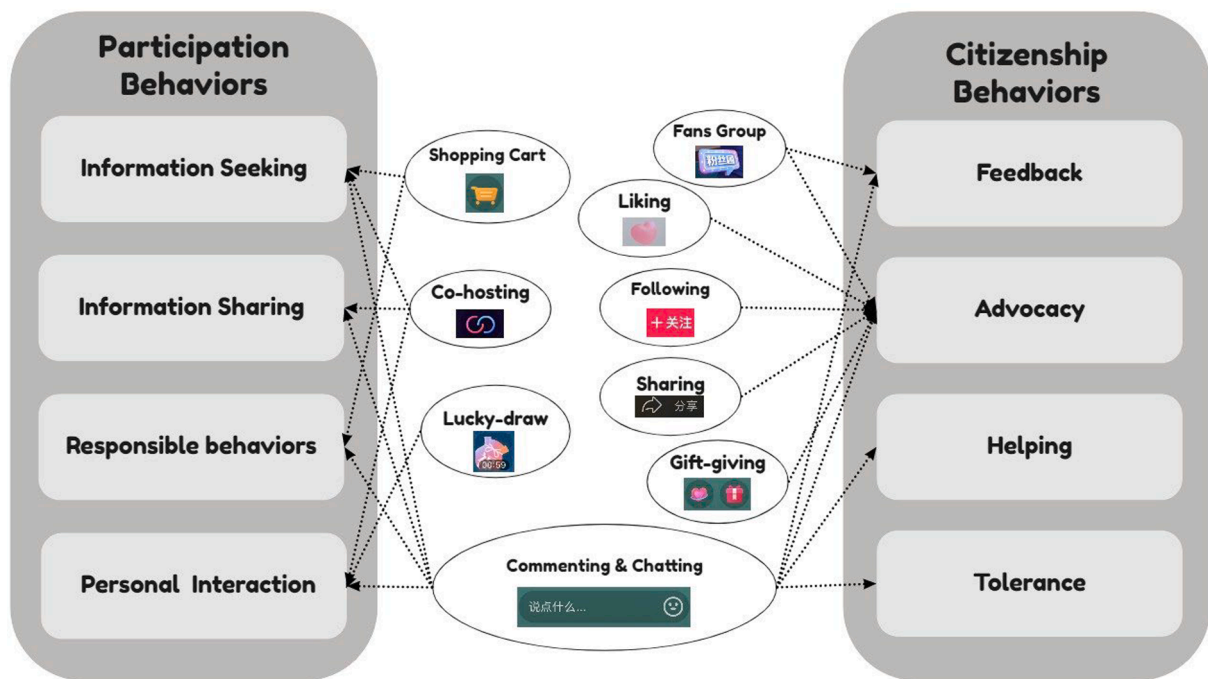 Participation
Behaviors
Information Seeking
Information Sharing
Responsible behaviors
Personal Interaction
Shopping Cart
Co-hosting
Lucky-draw
00:59
Fans Group
粉丝团
Liking
Following
+关注
Sharing
分享
Gift-giving
Commenting & Chatting
说点什么...
Citizenship
Behaviors
Feedback
Advocacy
Helping
Tolerance